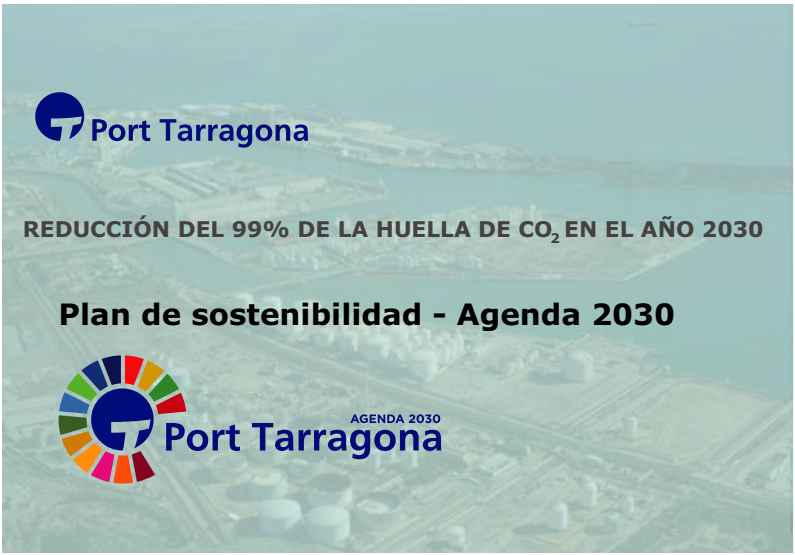 Port Tarragona
REDUCCIÓN DEL 99% DE LA HUELLA DE CO₂ EN EL AÑO 2030
Plan de sostenibilidad - Agenda 2030
AGENDA 2030
Port Tarragona